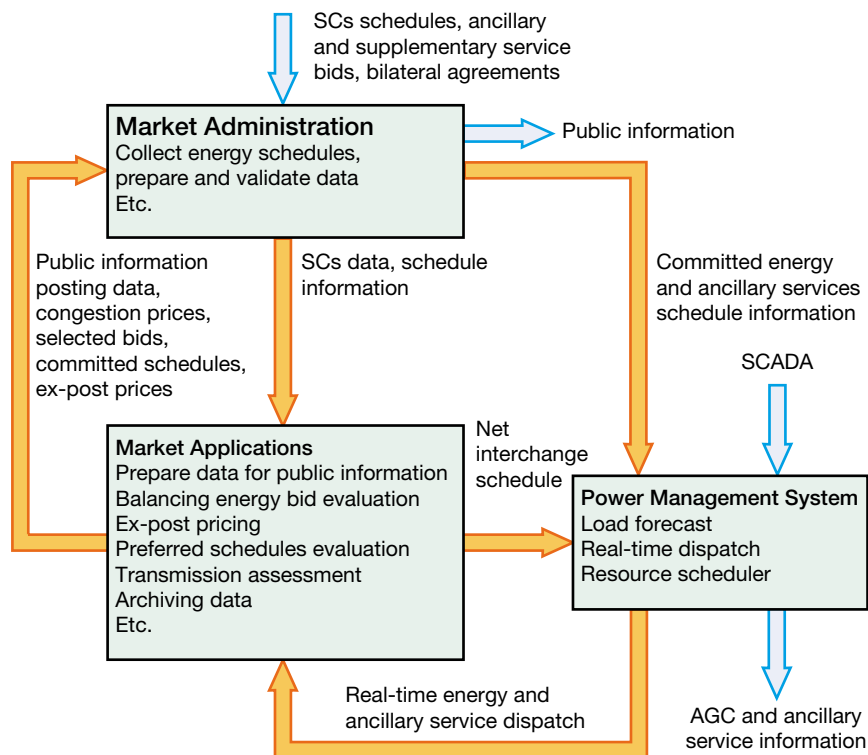 SCs schedules, ancillary
and supplementary service
bids, bilateral agreements
Market Administration
Collect energy schedules,
prepare and validate data
Etc.
Public information
Public information
posting data,
congestion prices,
selected bids,
committed schedules,
ex-post prices
SCs data, schedule
information
Committed energy
and ancillary services
schedule information
SCADA
Market Applications
Prepare data for public information
Balancing energy bid evaluation
Ex-post pricing
Preferred schedules evaluation
Transmission assessment
Archiving data
Etc.
Net
interchange
schedule
Power Management System
Load forecast
Real-time dispatch
Resource scheduler
Real-time energy and
ancillary service dispatch
AGC and ancillary
service information